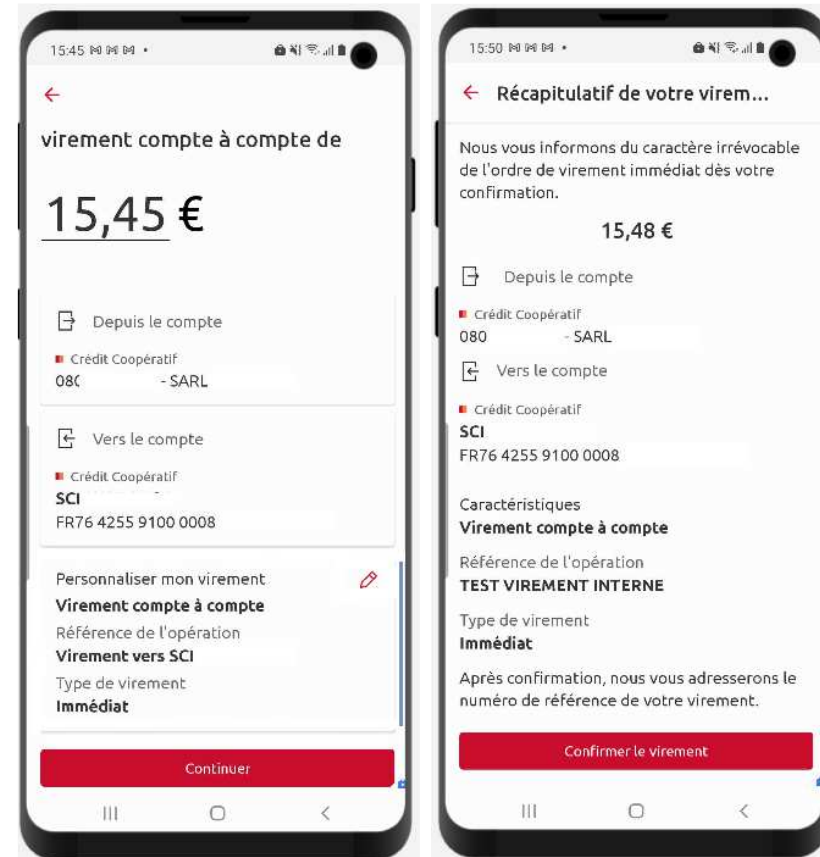 15:45
virement compte à compte de
15,45 €
Depuis le compte
Crédit Coopératif
080 - SARL
Vers le compte
Crédit Coopératif
SCI
FR76 4255 9100 0008
Personnaliser mon virement
Virement compte à compte
Référence de l'opération
Virement vers SCI
Type de virement
Immédiat
Continuer
15:50
Récapitulatif de votre virem...
Nous vous informons du caractère irrévocable
de l'ordre de virement immédiat dès votre
confirmation.
15,48 €
Depuis le compte
Crédit Coopératif
080 - SARL
Vers le compte
Crédit Coopératif
SCI
FR76 4255 9100 0008
Caractéristiques
Virement compte à compte
Référence de l'opération
TEST VIREMENT INTERNE
Type de virement
Immédiat
Après confirmation, nous vous adresserons le
numéro de référence de votre virement.
Confirmer le virement